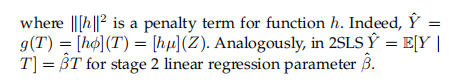 where ‖[h‖² is a penalty term for function h. Indeed, Ŷ =
g(T) = [hϕ](T) = [hμ](Z). Analogously, in 2SLS Ŷ = 𝔼[Y |
T] = β̂T for stage 2 linear regression parameter β̂.